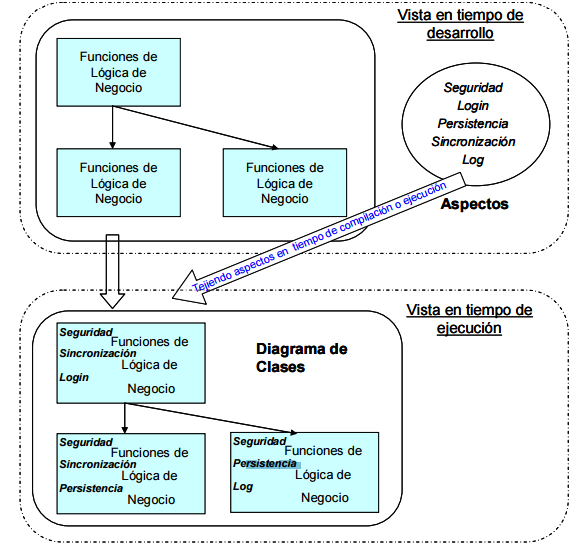 Vista en tiempo de
desarrollo
Funciones de
Lógica de
Negocio
Funciones de
Lógica de
Negocio
Funciones de
Lógica de
Negocio
Seguridad
Login
Persistencia
Sincronización
Log
Aspectos
Tejiendo aspectos en tiempo de compilación o ejecución
Vista en tiempo de
ejecución
Diagrama de
Clases
Seguridad
Funciones de
Sincronización
Lógica de
Login
Negocio
Seguridad
Funciones de
Sincronización
Lógica de
Persistencia
Negocio
Seguridad
Funciones de
Persistencia
Lógica de
Log
Negocio